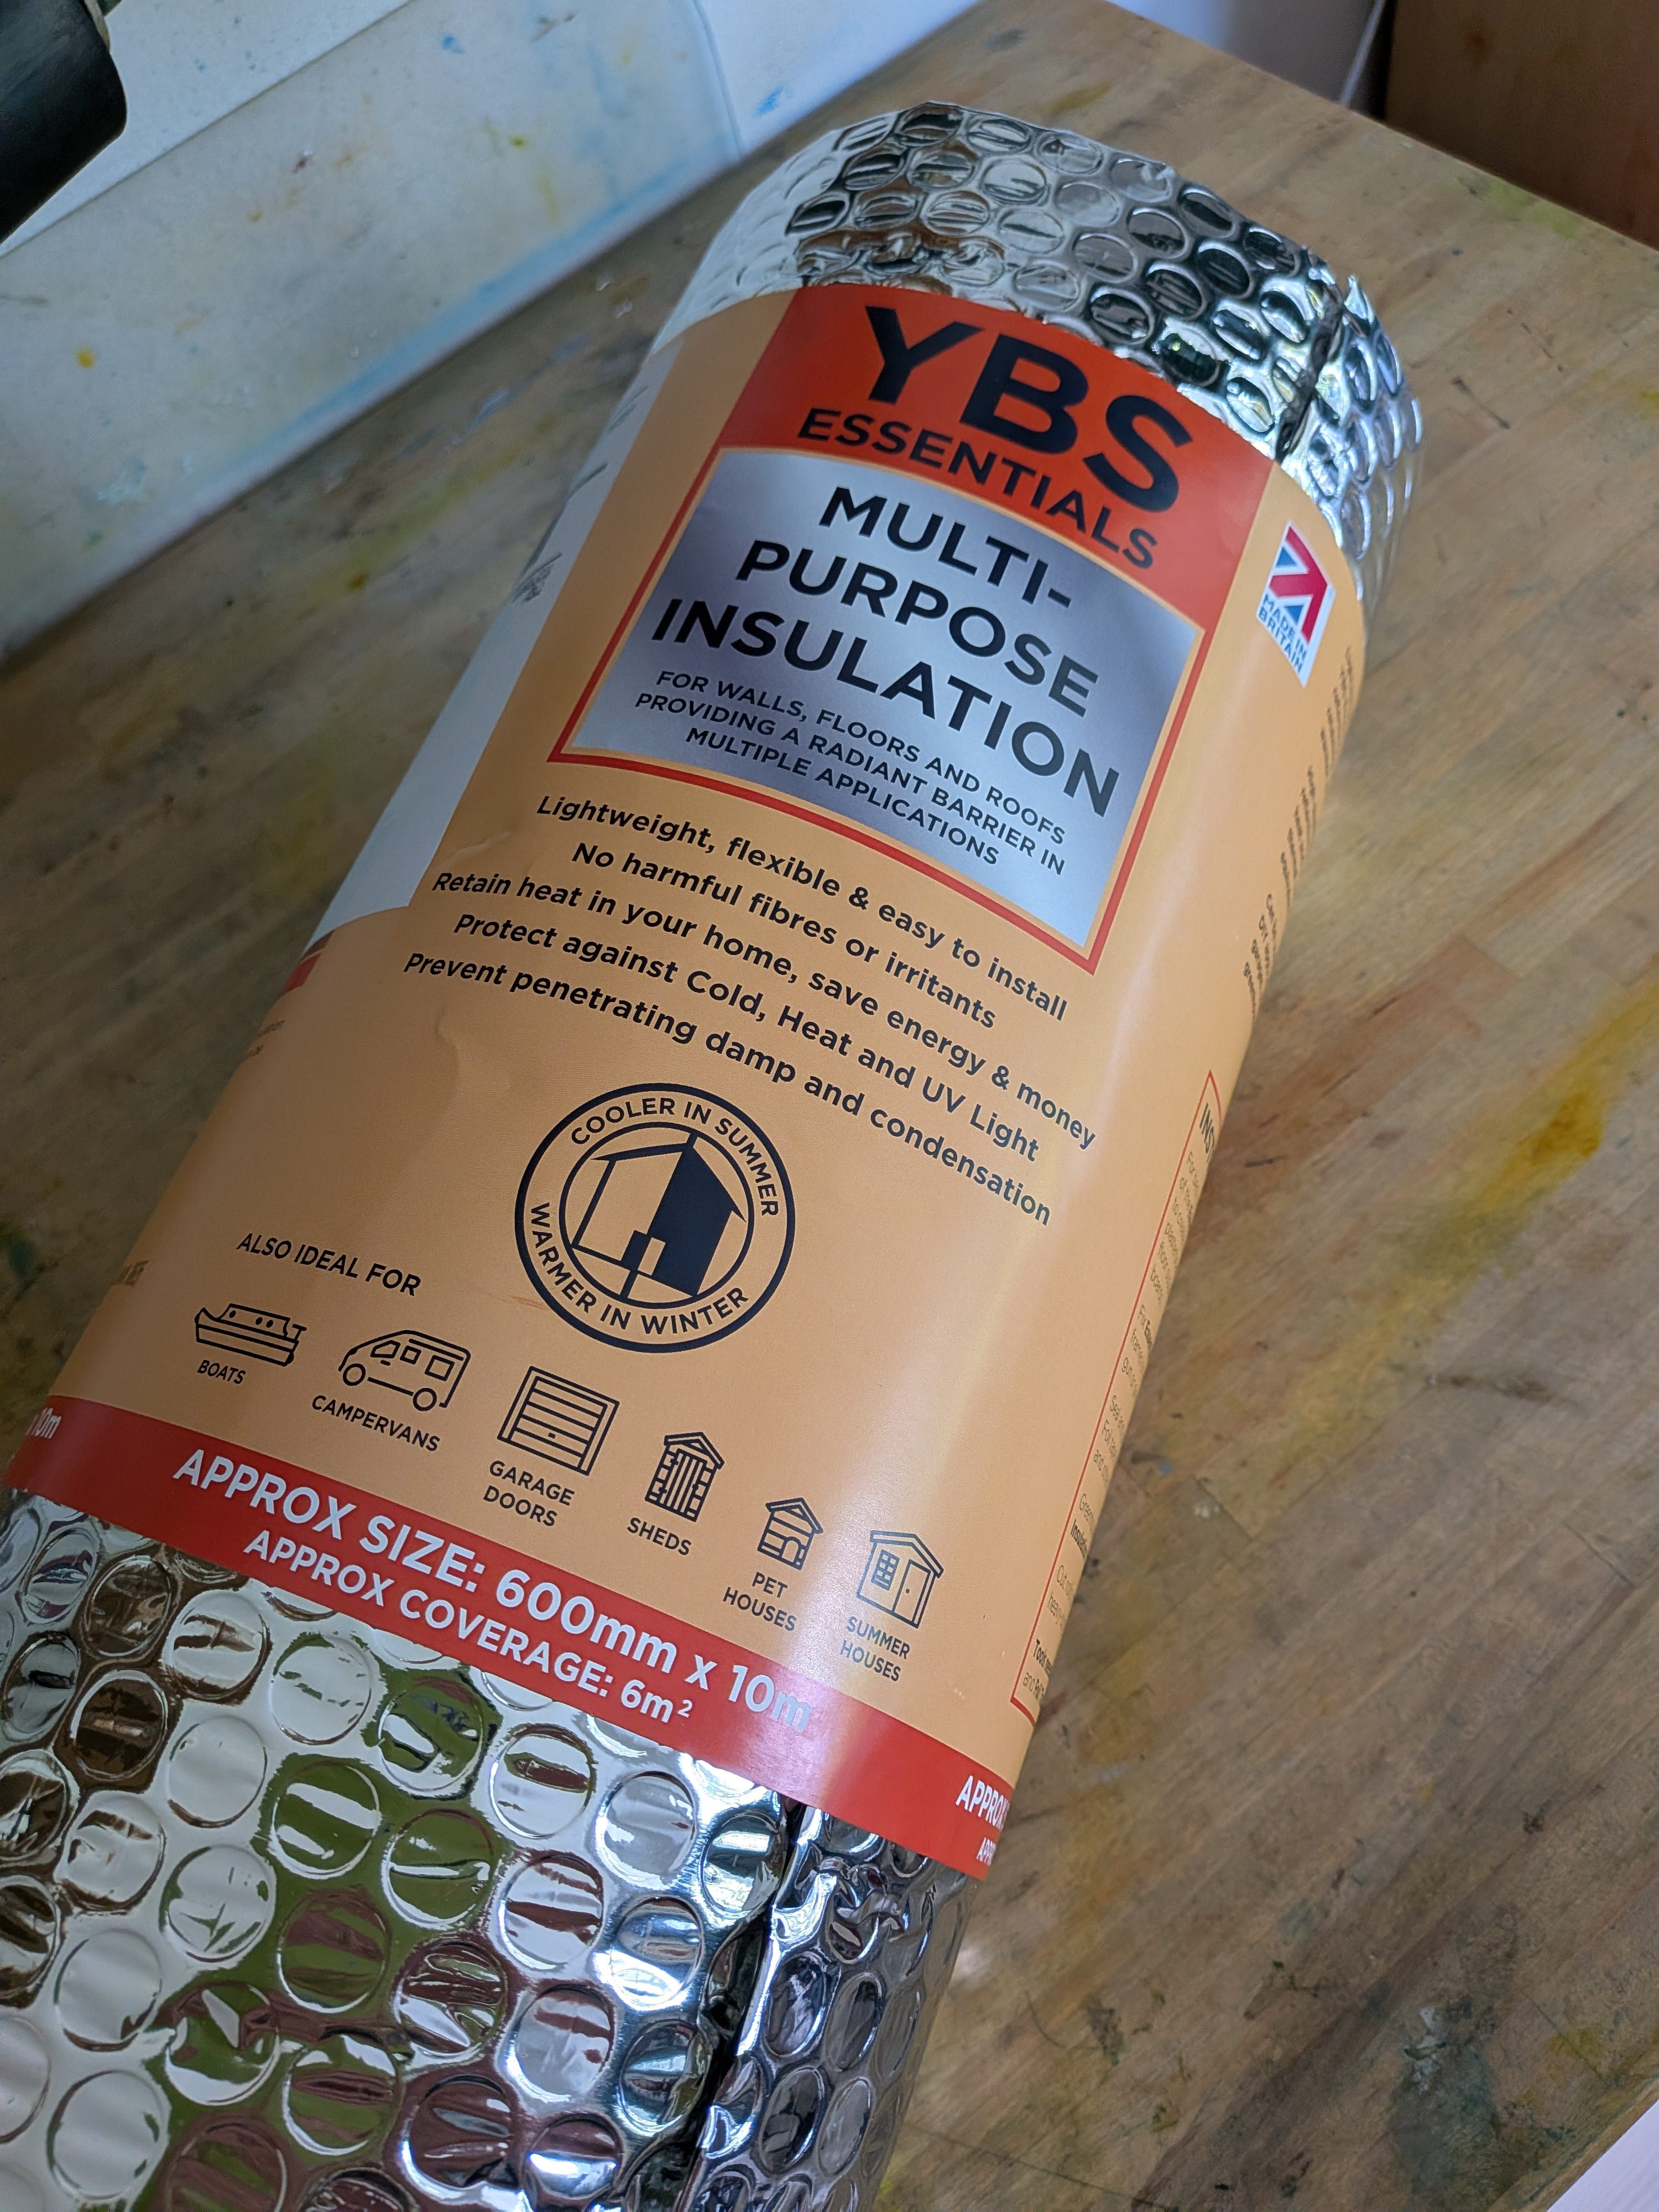 YBS
ESSENTIALS
MULTI-
PURPOSE
INSULATION
FOR WALLS, FLOORS AND ROOFS
PROVIDING A RADIANT BARRIER IN
MULTIPLE APPLICATIONS
MADE IN
BRITAIN
Lightweight, flexible & easy to install
No harmful fibres or irritants
Retain heat in your home, save energy & money
Protect against Cold, Heat and UV Light
Prevent penetrating damp and condensation
COOLER IN SUMMER
WARMER IN WINTER
ALSO IDEAL FOR
BOATS
CAMPERVANS
GARAGE
DOORS
SHEDS
PET
HOUSES
SUMMER
HOUSES
10m
APPROX SIZE: 600mm x 10m
APPROX COVERAGE: 6m²
APPROX